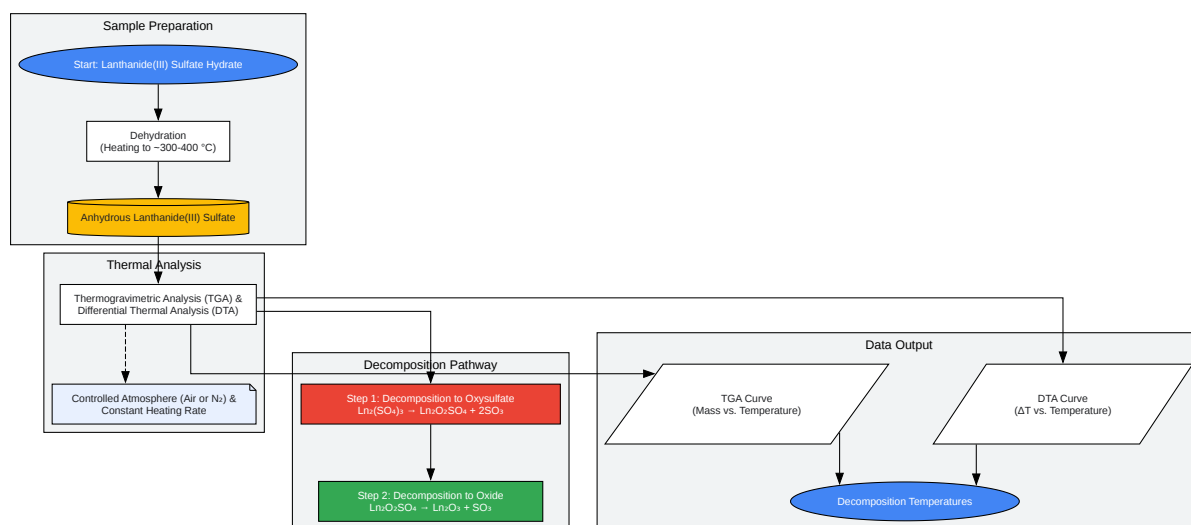 Sample Preparation
Start: Lanthanide(III) Sulfate Hydrate
Dehydration
(Heating to ~300-400 °C)
Anhydrous Lanthanide(III) Sulfate
Thermal Analysis
Thermogravimetric Analysis (TGA) &
Differential Thermal Analysis (DTA)
Controlled Atmosphere (Air or N₂) &
Constant Heating Rate
Decomposition Pathway
Step 1: Decomposition to Oxysulfate
Ln₂(SO₄)₃ → Ln₂O₂SO₄ + 2SO₃
Step 2: Decomposition to Oxide
Ln₂O₂SO₄ → Ln₂O₃ + SO₃
Data Output
TGA Curve
(Mass vs. Temperature)
DTA Curve
(ΔT vs. Temperature)
Decomposition Temperatures